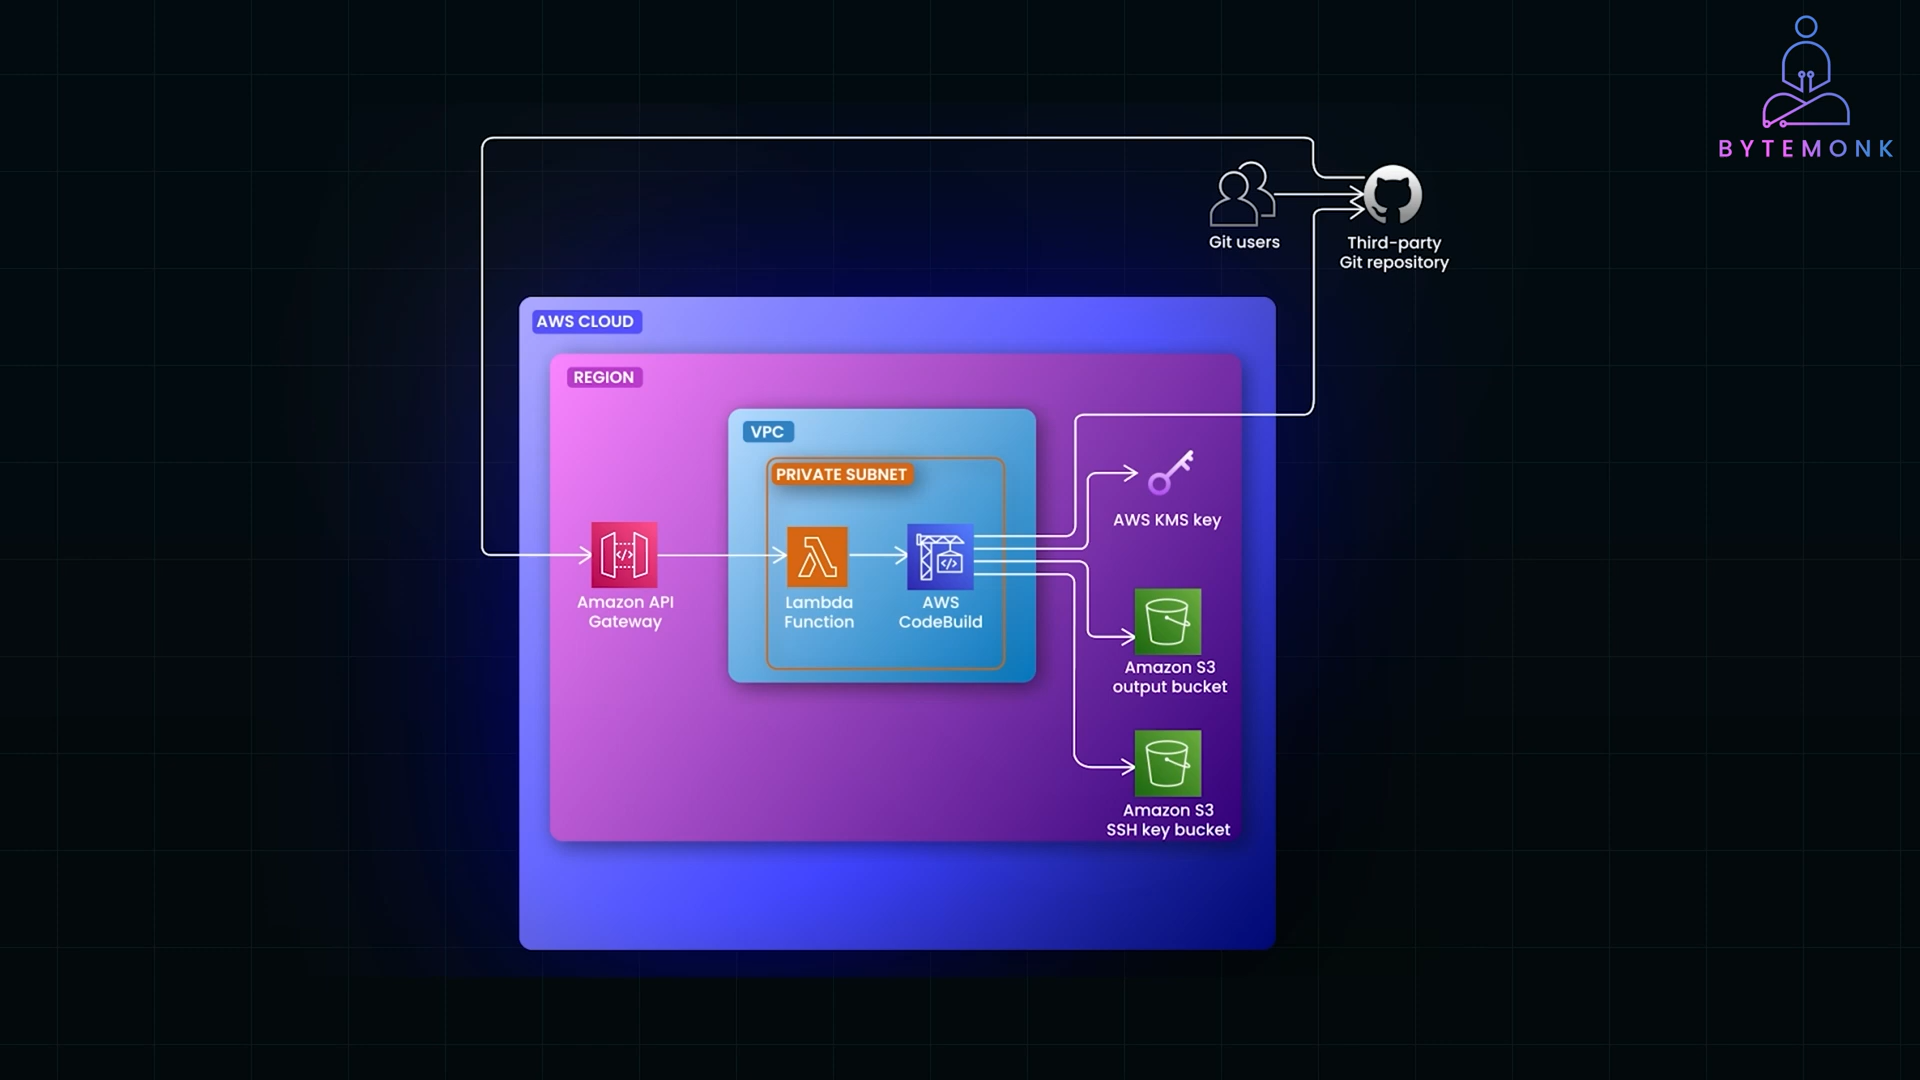 BYTEMONK
Git users
Third-party
Git repository
AWS CLOUD
REGION
VPC
PRIVATE SUBNET
AWS KMS key
Amazon API
Gateway
Lambda
Function
AWS
CodeBuild
Amazon S3
output bucket
Amazon S3
SSH key bucket